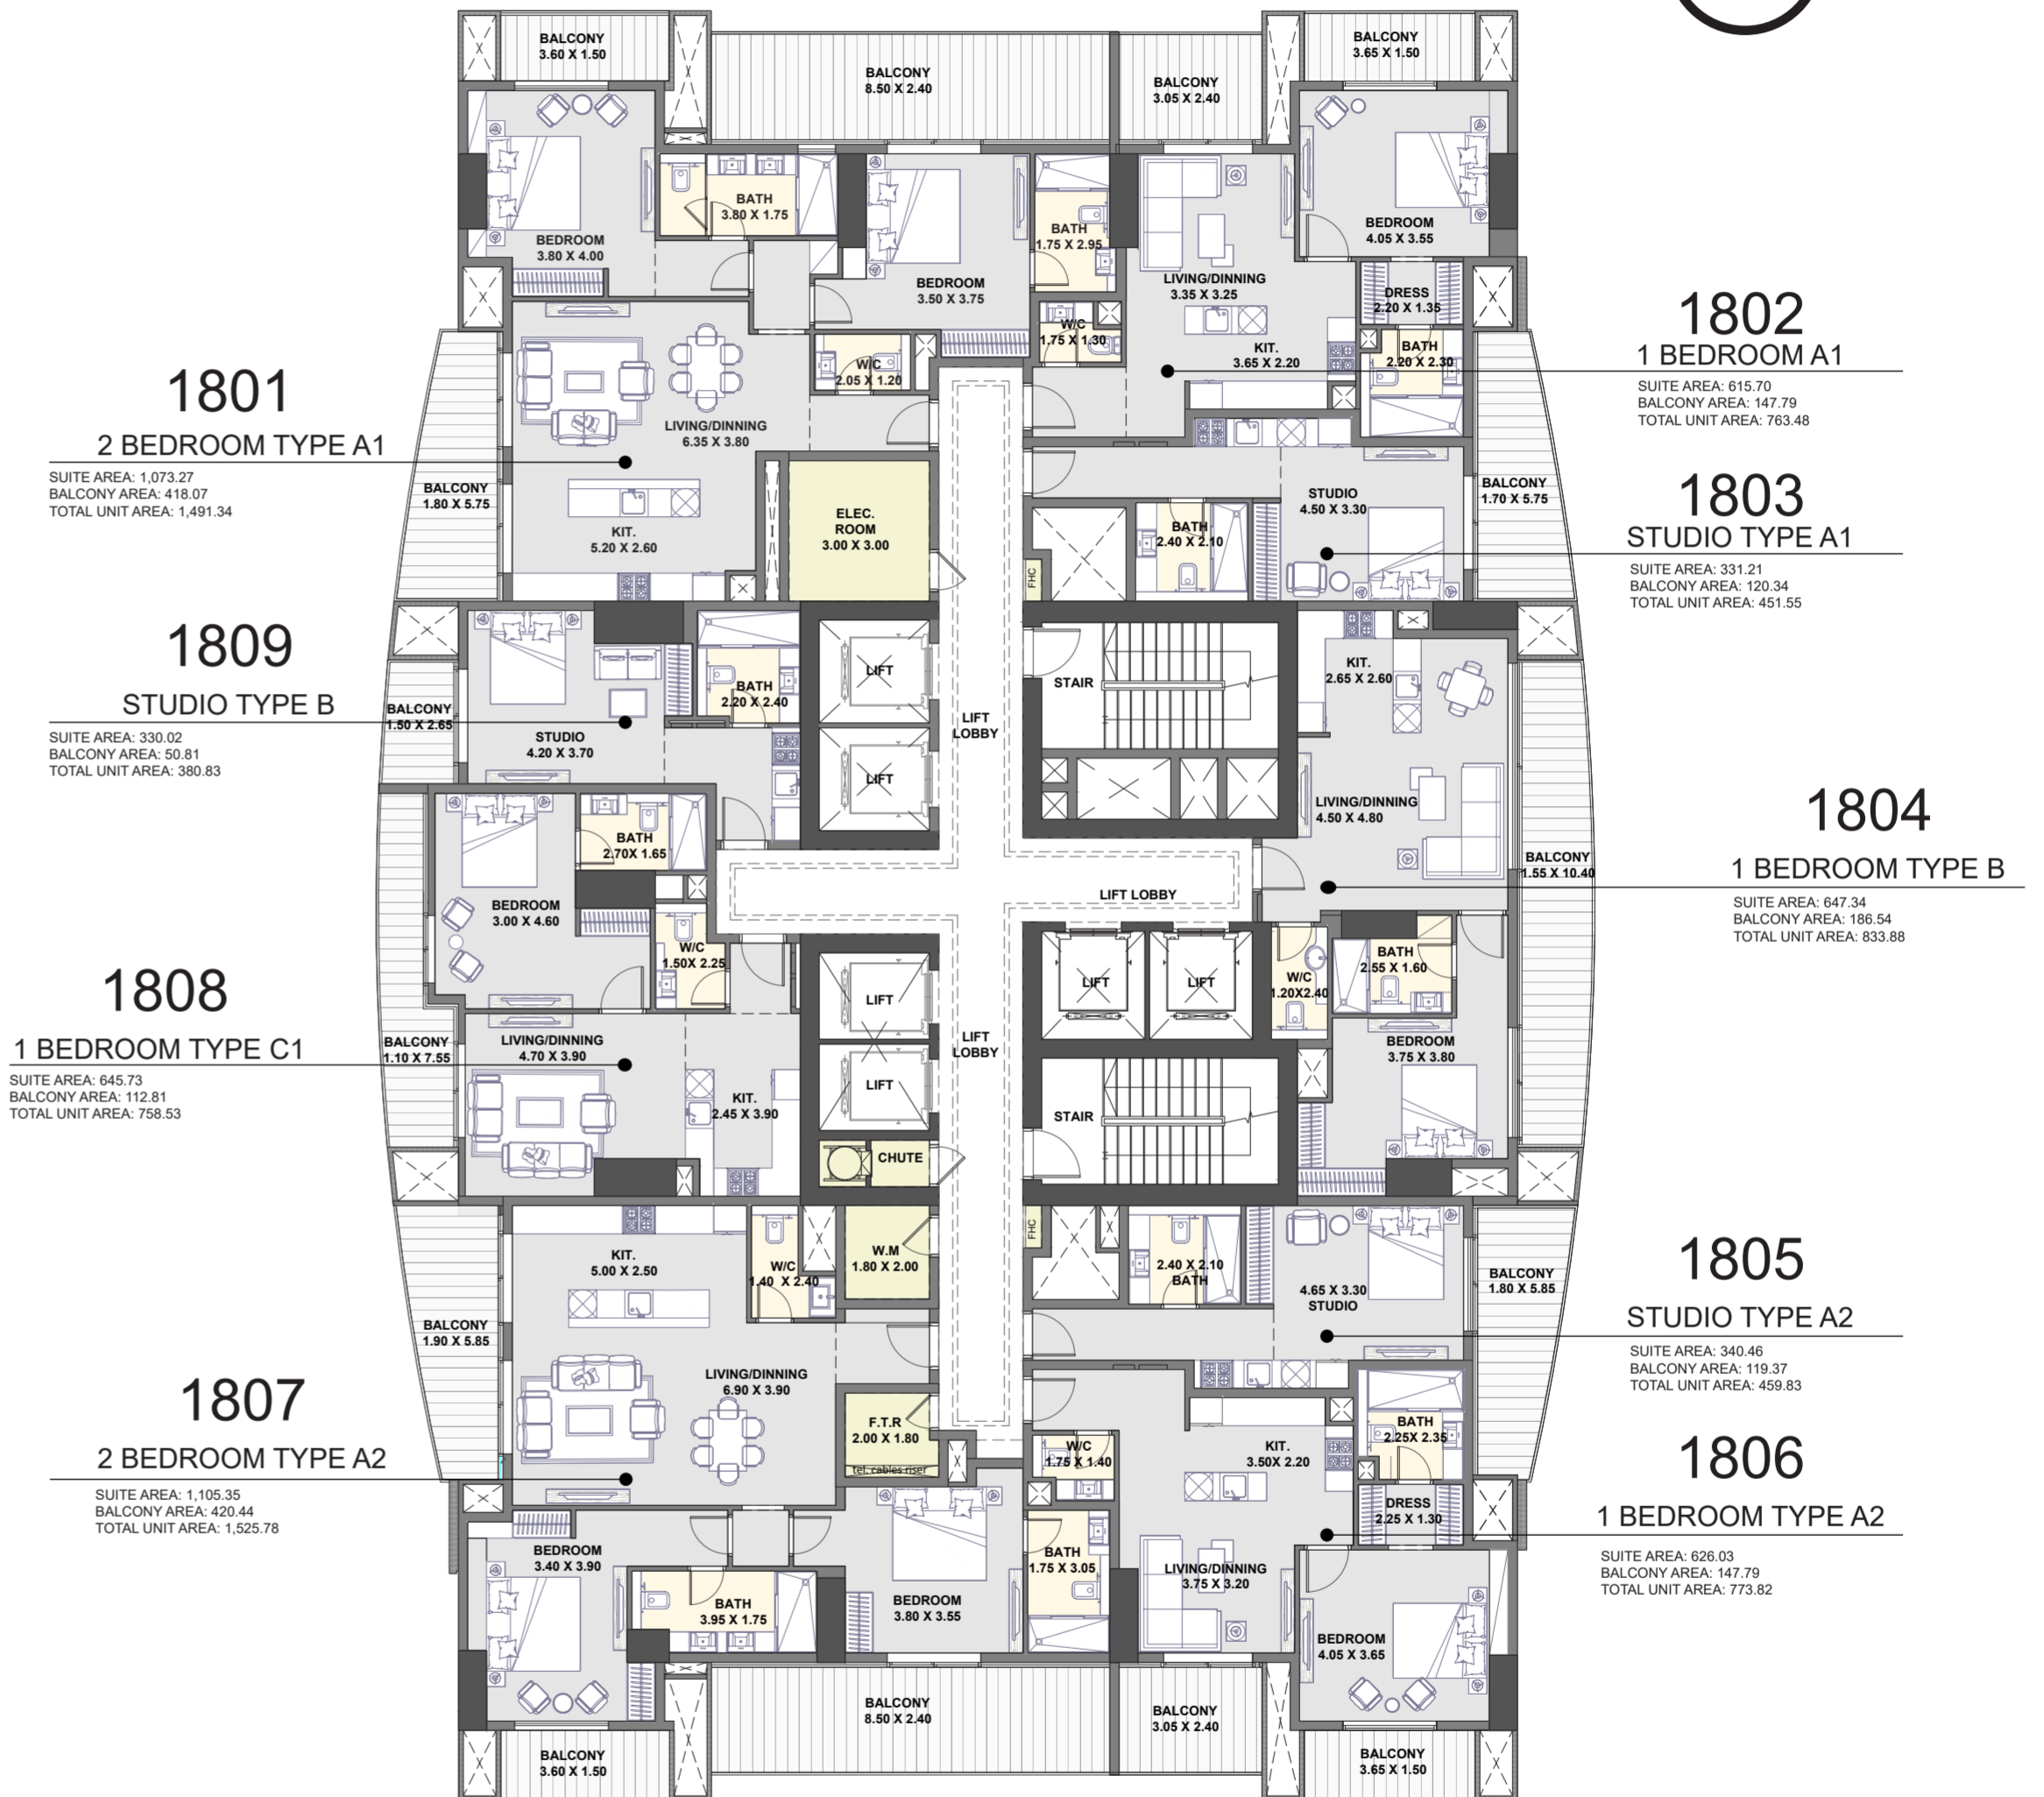 BALCONY
3.60 X 1.50
BALCONY
8.50 X 2.40
BALCONY
3.05 X 2.40
BALCONY
3.65 X 1.50
BEDROOM
3.80 X 4.00
BATH
3.80 X 1.75
BEDROOM
3.50 X 3.75
BATH
1.75 X 2.95
W/C
1.75 X 1.30
LIVING/DINNING
3.35 X 3.25
KIT.
3.65 X 2.20
BEDROOM
4.05 X 3.55
DRESS
2.20 X 1.35
BATH
2.20 X 2.30
1802
1 BEDROOM A1
SUITE AREA: 615.70
BALCONY AREA: 147.79
TOTAL UNIT AREA: 763.48
1801
2 BEDROOM TYPE A1
SUITE AREA: 1,073.27
BALCONY AREA: 418.07
TOTAL UNIT AREA: 1,491.34
W/C
2.05 X 1.20
LIVING/DINNING
6.35 X 3.80
BALCONY
1.80 X 5.75
KIT.
5.20 X 2.60
ELEC.
ROOM
3.00 X 3.00
FHC
BATH
2.40 X 2.10
STUDIO
4.50 X 3.30
BALCONY
1.70 X 5.75
1803
STUDIO TYPE A1
SUITE AREA: 331.21
BALCONY AREA: 120.34
TOTAL UNIT AREA: 451.55
1809
STUDIO TYPE B
SUITE AREA: 330.02
BALCONY AREA: 50.81
TOTAL UNIT AREA: 380.83
BALCONY
1.50 X 2.65
STUDIO
4.20 X 3.70
BATH
2.20 X 2.40
LIFT
LIFT
LIFT
LOBBY
STAIR
KIT.
2.65 X 2.60
LIVING/DINNING
4.50 X 4.80
BALCONY
1.55 X 10.40
1804
1 BEDROOM TYPE B
SUITE AREA: 647.34
BALCONY AREA: 186.54
TOTAL UNIT AREA: 833.88
BATH
2.70X 1.65
BEDROOM
3.00 X 4.60
W/C
1.50X 2.25
LIFT LOBBY
LIFT
LIFT
W/C
1.20X2.40
BATH
2.55 X 1.60
BEDROOM
3.75 X 3.80
1808
1 BEDROOM TYPE C1
SUITE AREA: 645.73
BALCONY AREA: 112.81
TOTAL UNIT AREA: 758.53
BALCONY
1.10 X 7.55
LIVING/DINNING
4.70 X 3.90
KIT.
2.45 X 3.90
LIFT
LIFT
LIFT
LOBBY
STAIR
CHUTE
KIT.
5.00 X 2.50
W/C
1.40 X 2.40
W.M
1.80 X 2.00
FHC
2.40 X 2.10
BATH
4.65 X 3.30
STUDIO
BALCONY
1.80 X 5.85
1805
STUDIO TYPE A2
SUITE AREA: 340.46
BALCONY AREA: 119.37
TOTAL UNIT AREA: 459.83
BALCONY
1.90 X 5.85
LIVING/DINNING
6.90 X 3.90
F.T.R
2.00 X 1.80
tel. cables riser
1807
2 BEDROOM TYPE A2
SUITE AREA: 1,105.35
BALCONY AREA: 420.44
TOTAL UNIT AREA: 1,525.78
W/C
1.75 X 1.40
KIT.
3.50X 2.20
BATH
2.25X 2.35
DRESS
2.25 X 1.30
1806
1 BEDROOM TYPE A2
SUITE AREA: 626.03
BALCONY AREA: 147.79
TOTAL UNIT AREA: 773.82
BEDROOM
3.40 X 3.90
BATH
3.95 X 1.75
BEDROOM
3.80 X 3.55
BATH
1.75 X 3.05
LIVING/DINNING
3.75 X 3.20
BEDROOM
4.05 X 3.65
BALCONY
3.60 X 1.50
BALCONY
8.50 X 2.40
BALCONY
3.05 X 2.40
BALCONY
3.65 X 1.50